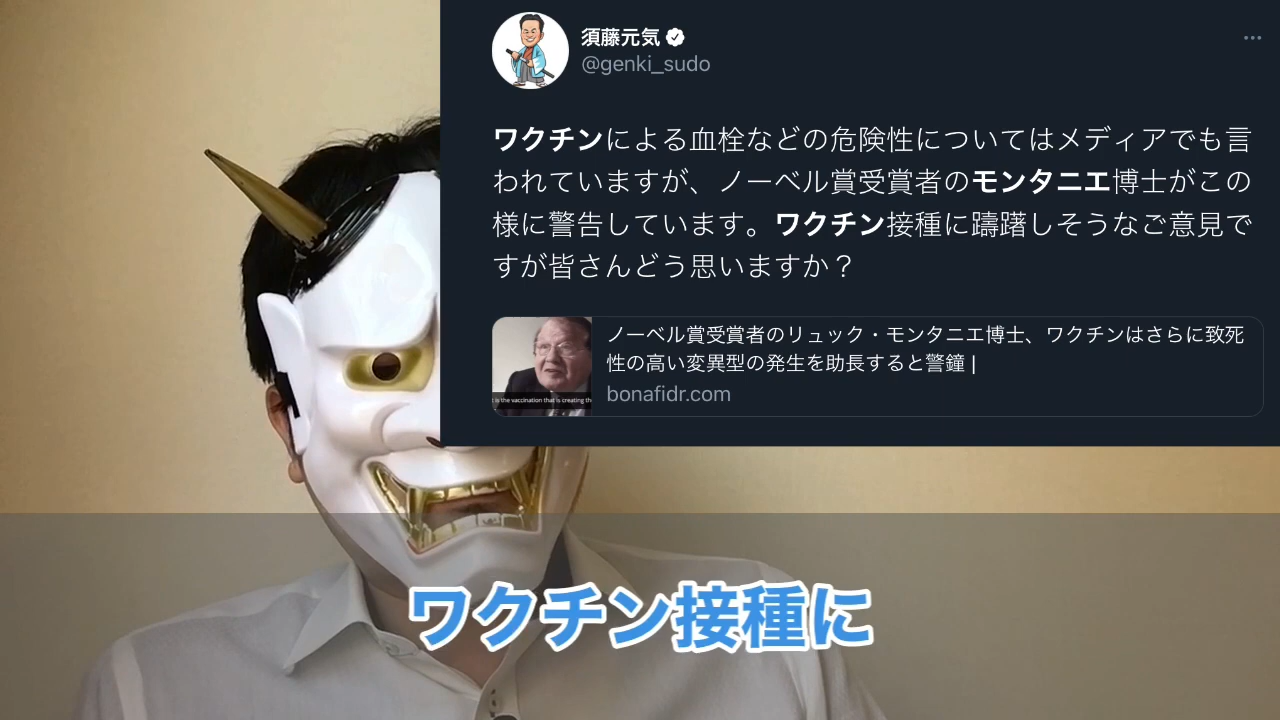 須藤元気
@genki_sudo
ワクチンによる血栓などの危険性についてはメディアでも言
われていますが、ノーベル賞受賞者のモンタニエ博士がこの
様に警告しています。ワクチン接種に躊躇しそうなご意見で
すが皆さんどう思いますか？
ノーベル賞受賞者のリュック・モンタニエ博士、ワクチンはさらに致死
性の高い変異型の発生を助長すると警鐘 |
is the vaccination that is creating th
bonafidr.com
ワクチン接種に